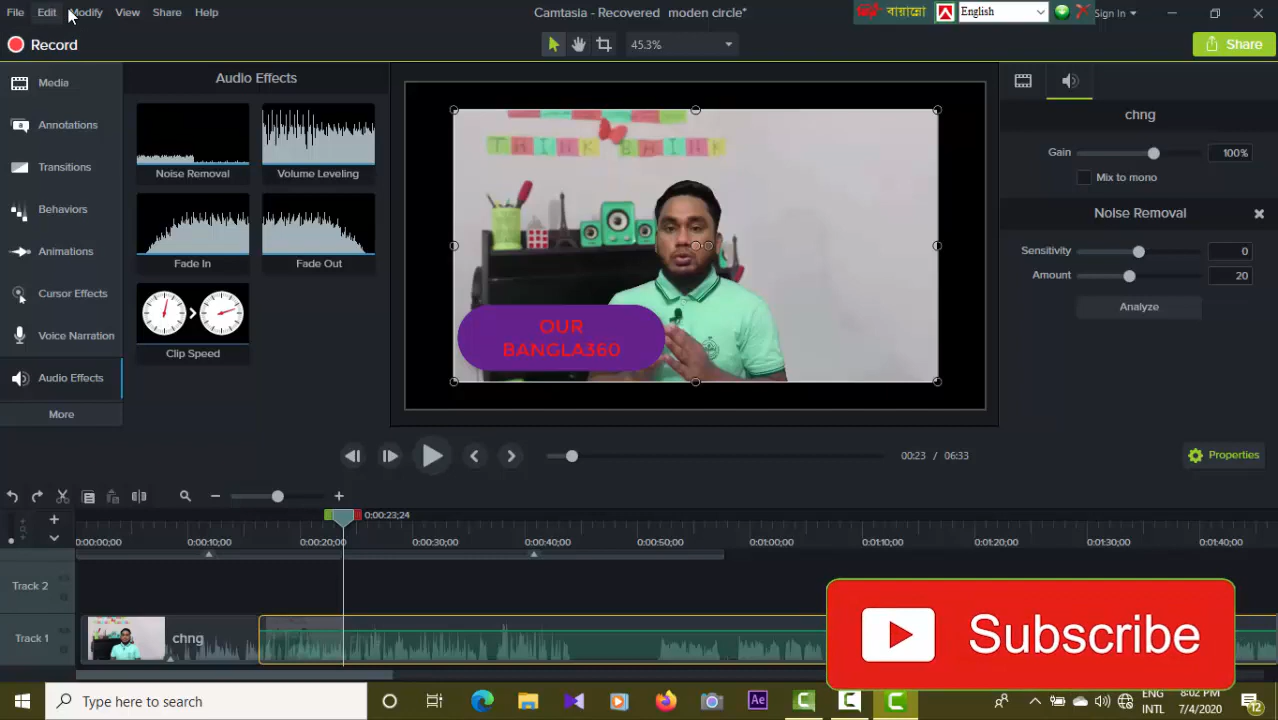 File Edit Modify View Share Help
Camtasia - Recovered moden circle*
English
Sign In
Record
45.3%
Share
Media
Annotations
Transitions
Behaviors
Animations
Cursor Effects
Voice Narration
Audio Effects
More
Audio Effects
Noise Removal
Volume Leveling
Fade In
Fade Out
Clip Speed
THINK BHINK
OUR
BANGLA360
chng
Gain 100%
Mix to mono
Noise Removal
Sensitivity 0
Amount 20
Analyze
00:23 / 06:33
Properties
0:00:23;24
0:00:00;00 0:00:10;00 0:00:20;00 0:00:30;00 0:00:40;00 0:00:50;00 0:01:00;00 0:01:10;00 0:01:20;00 0:01:30;00 0:01:40;00
Track 2
Track 1
chng
Subscribe
Type here to search
Ae
ENG
INTL
8:02 PM
7/4/2020
12